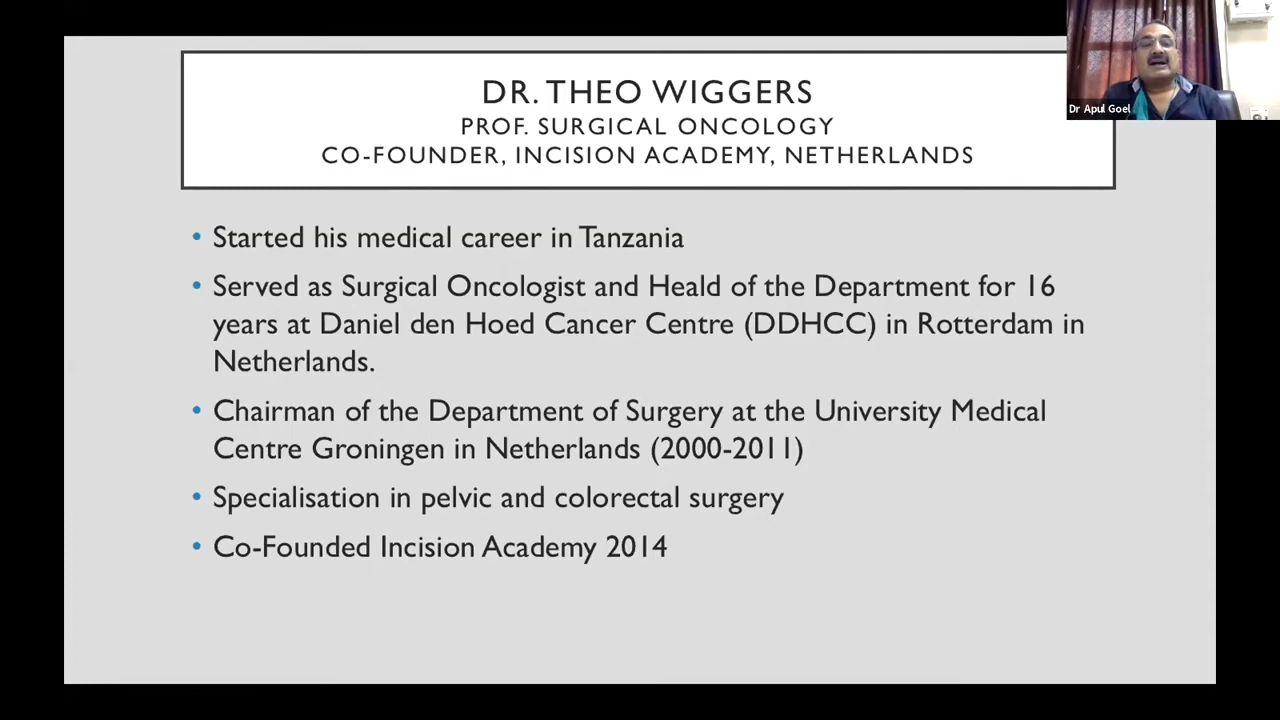 DR. THEO WIGGERS
PROF. SURGICAL ONCOLOGY
CO-FOUNDER, INCISION ACADEMY, NETHERLANDS
Dr Apul Goel
• Started his medical career in Tanzania
• Served as Surgical Oncologist and Heald of the Department for 16
years at Daniel den Hoed Cancer Centre (DDHCC) in Rotterdam in
Netherlands.
• Chairman of the Department of Surgery at the University Medical
Centre Groningen in Netherlands (2000-2011)
• Specialisation in pelvic and colorectal surgery
• Co-Founded Incision Academy 2014